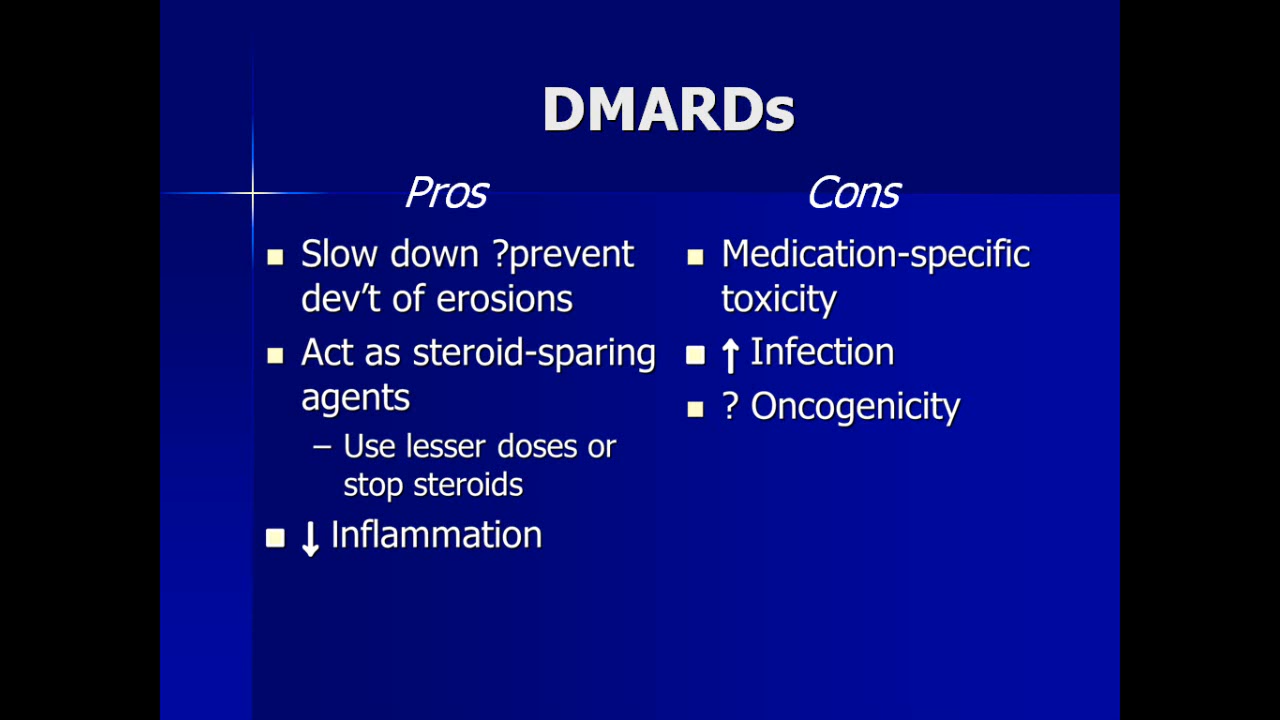 DMARDs
Pros
Slow down ?prevent
dev't of erosions
Act as steroid-sparing
agents
– Use lesser doses or
stop steroids
↓ Inflammation
Cons
Medication-specific
toxicity
↑ Infection
? Oncogenicity